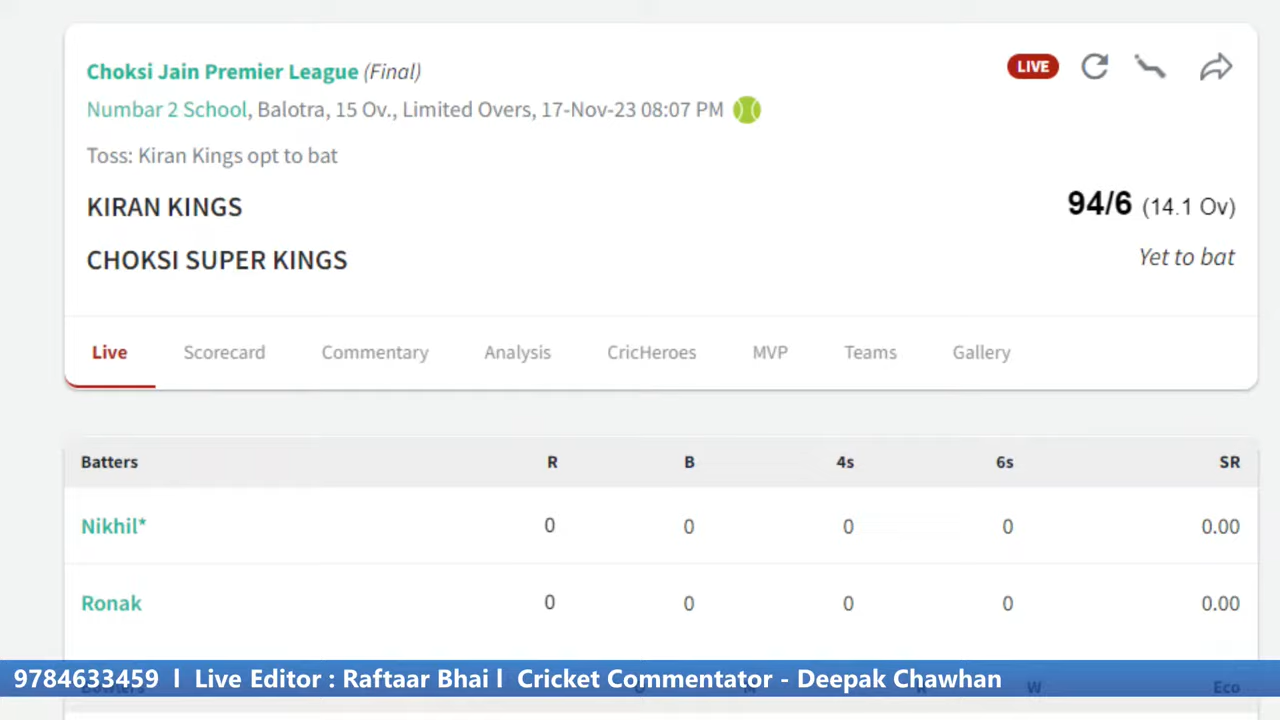 Choksi Jain Premier League (Final) LIVE
Numbar 2 School, Balotra, 15 Ov., Limited Overs, 17-Nov-23 08:07 PM
Toss: Kiran Kings opt to bat
KIRAN KINGS 94/6 (14.1 Ov)
CHOKSI SUPER KINGS Yet to bat
Live Scorecard Commentary Analysis CricHeroes MVP Teams Gallery
Batters R B 4s 6s SR
Nikhil* 0 0 0 0 0.00
Ronak 0 0 0 0 0.00
9784633459 l Live Editor : Raftaar Bhai l Cricket Commentator - Deepak Chawhan
W Eco